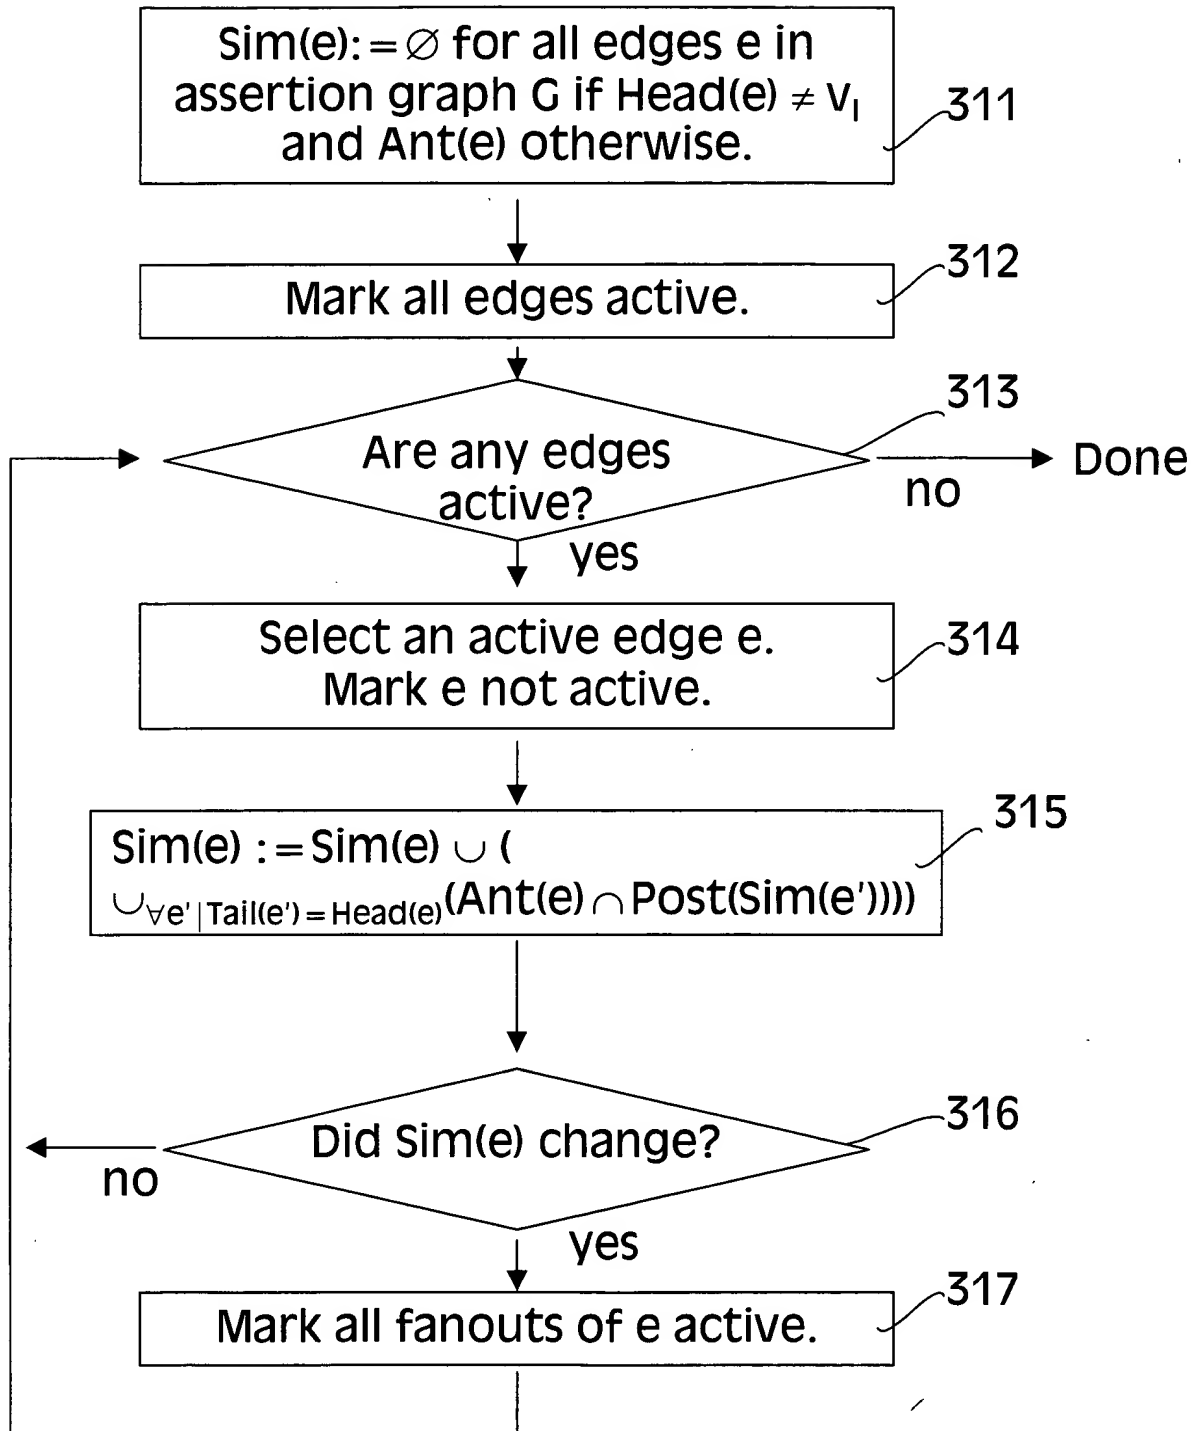 Sim(e):=∅ for all edges e in
assertion graph G if Head(e) ≠ v_I
and Ant(e) otherwise.
311
312
Mark all edges active.
313
Are any edges
active?
Done
no
yes
314
Select an active edge e.
Mark e not active.
315
Sim(e) := Sim(e) ∪ (
∪∀e'|Tail(e')=Head(e)(Ant(e)∩Post(Sim(e'))))
316
Did Sim(e) change?
no
yes
317
Mark all fanouts of e active.